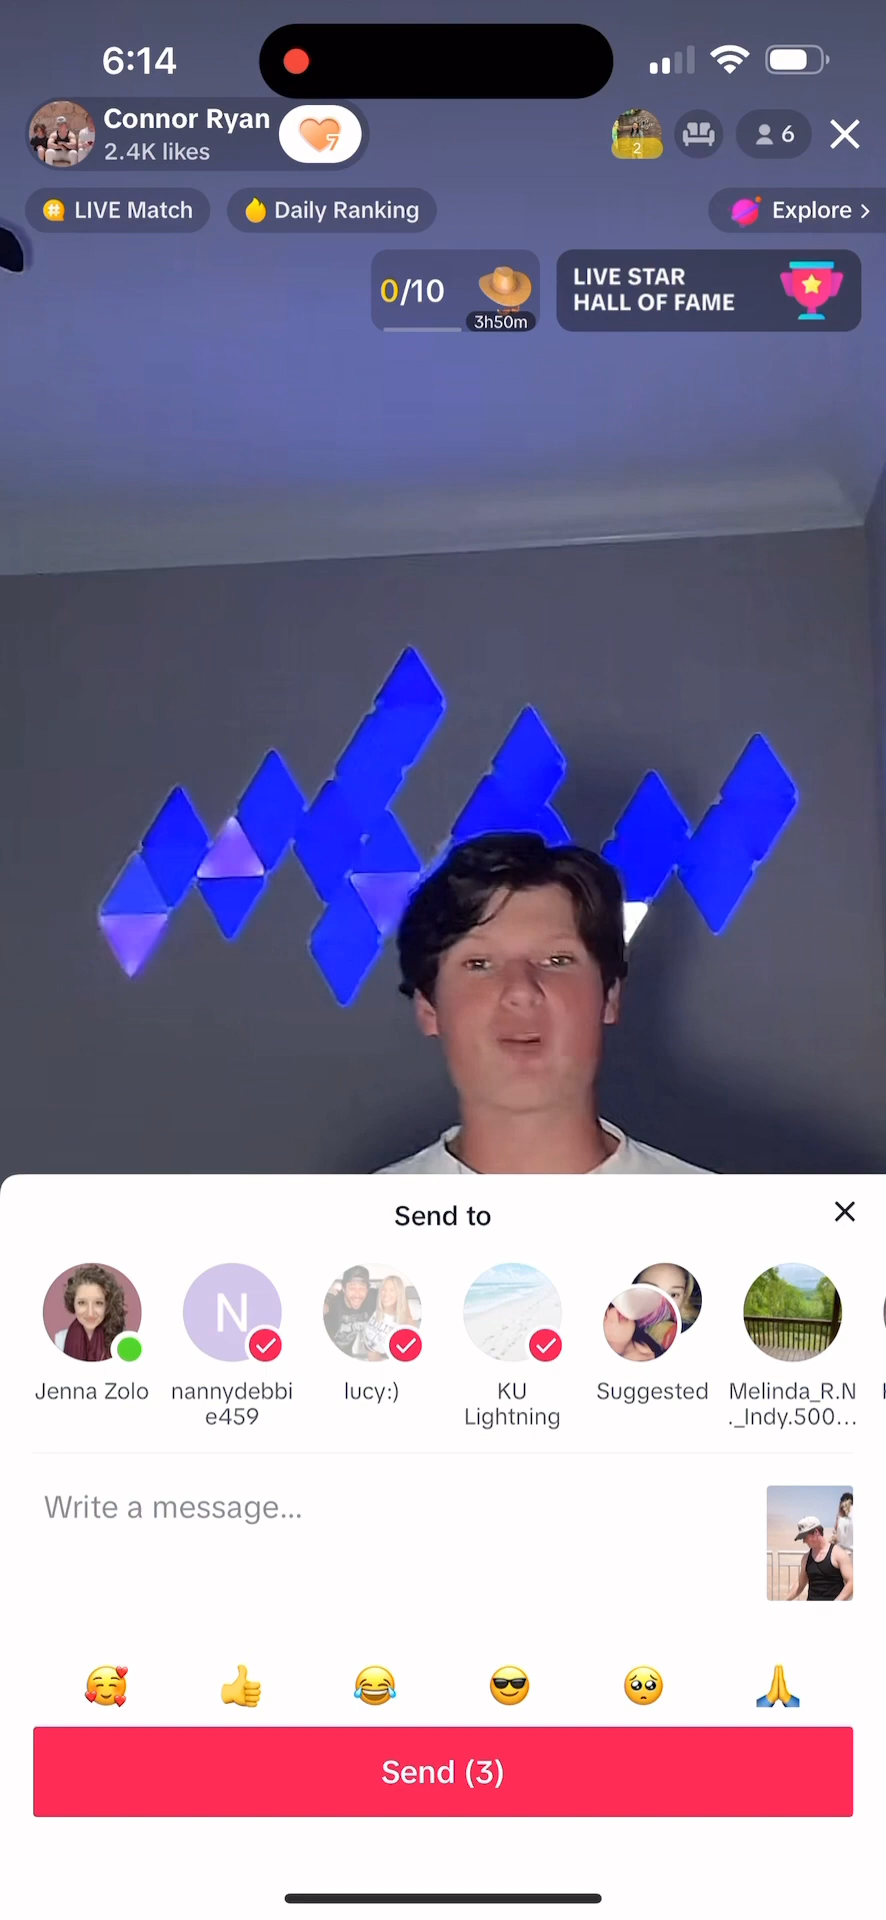 6:14
Connor Ryan
2.4K likes
7
2
6
LIVE Match
Daily Ranking
Explore >
0/10
3h50m
LIVE STAR
HALL OF FAME
Send to
N
Jenna Zolo
nannydebbi
e459
lucy:)
KU
Lightning
Suggested
Melinda_R.N
._Indy.500...
Write a message...
Send (3)